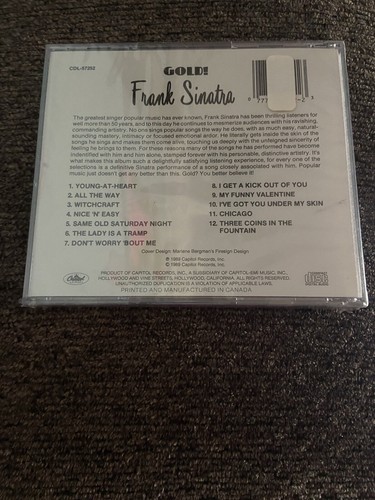 CDL-57252
GOLD!
Frank Sinatra
The greatest singer popular music has ever known, Frank Sinatra has been thrilling listeners for
well more than 50 years, and to this day he continues to mesmerize audiences with his ravishing,
commanding artistry. No one sings popular songs the way he does, with as much easy, natural-
sounding mastery, intimacy or focused emotional ardor. He literally gets inside the skin of the
songs he sings and makes them come alive, touching us deeply with the unfeigned sincerity of
feeling he brings to them. For these reasons many of the songs he has performed have become
indentified with him and him alone, stamped forever with his personal, distinctive artistry. It's
what makes this album such a delightfully satisfying listening experience, for every one of the
selections is a definitive Sinatra performance of a song closely associated with him. Popular
music just doesn't get any better than this. Gold? You better believe it!
1. YOUNG-AT-HEART
2. ALL THE WAY
3. WITCHCRAFT
4. NICE 'N' EASY
5. SAME OLD SATURDAY NIGHT
6. THE LADY IS A TRAMP
7. DON'T WORRY 'BOUT ME
8. I GET A KICK OUT OF YOU
9. MY FUNNY VALENTINE
10. I'VE GOT YOU UNDER MY SKIN
11. CHICAGO
12. THREE COINS IN THE
FOUNTAIN
Cover Design: Marlene Bergman's Foreign Design
Capitol Records, Inc.
Capitol Records, Inc.
Capitol
PRODUCT OF CAPITOL RECORDS, INC., A SUBSIDIARY OF CAPITOL-EMI MUSIC, INC.,
HOLLYWOOD AND VINE STREETS, HOLLYWOOD, CALIFORNIA. ALL RIGHTS RESERVED.
UNAUTHORIZED DUPLICATION IS A VIOLATION OF APPLICABLE LAWS.
PRINTED AND MANUFACTURED IN CANADA